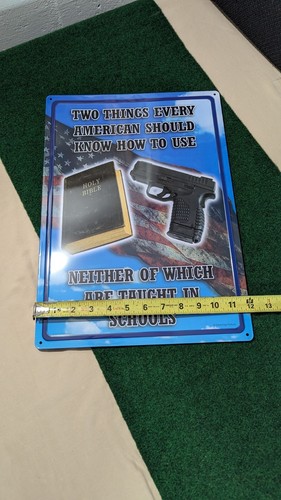 TWO THINGS EVERY
AMERICAN SHOULD
KNOW HOW TO USE
HOLY
BIBLE
NEITHER OF WHICH
ARE TAUGHT IN
SCHOOLS
1 2 3 4 5 6 7 8 9 10 11 12 13